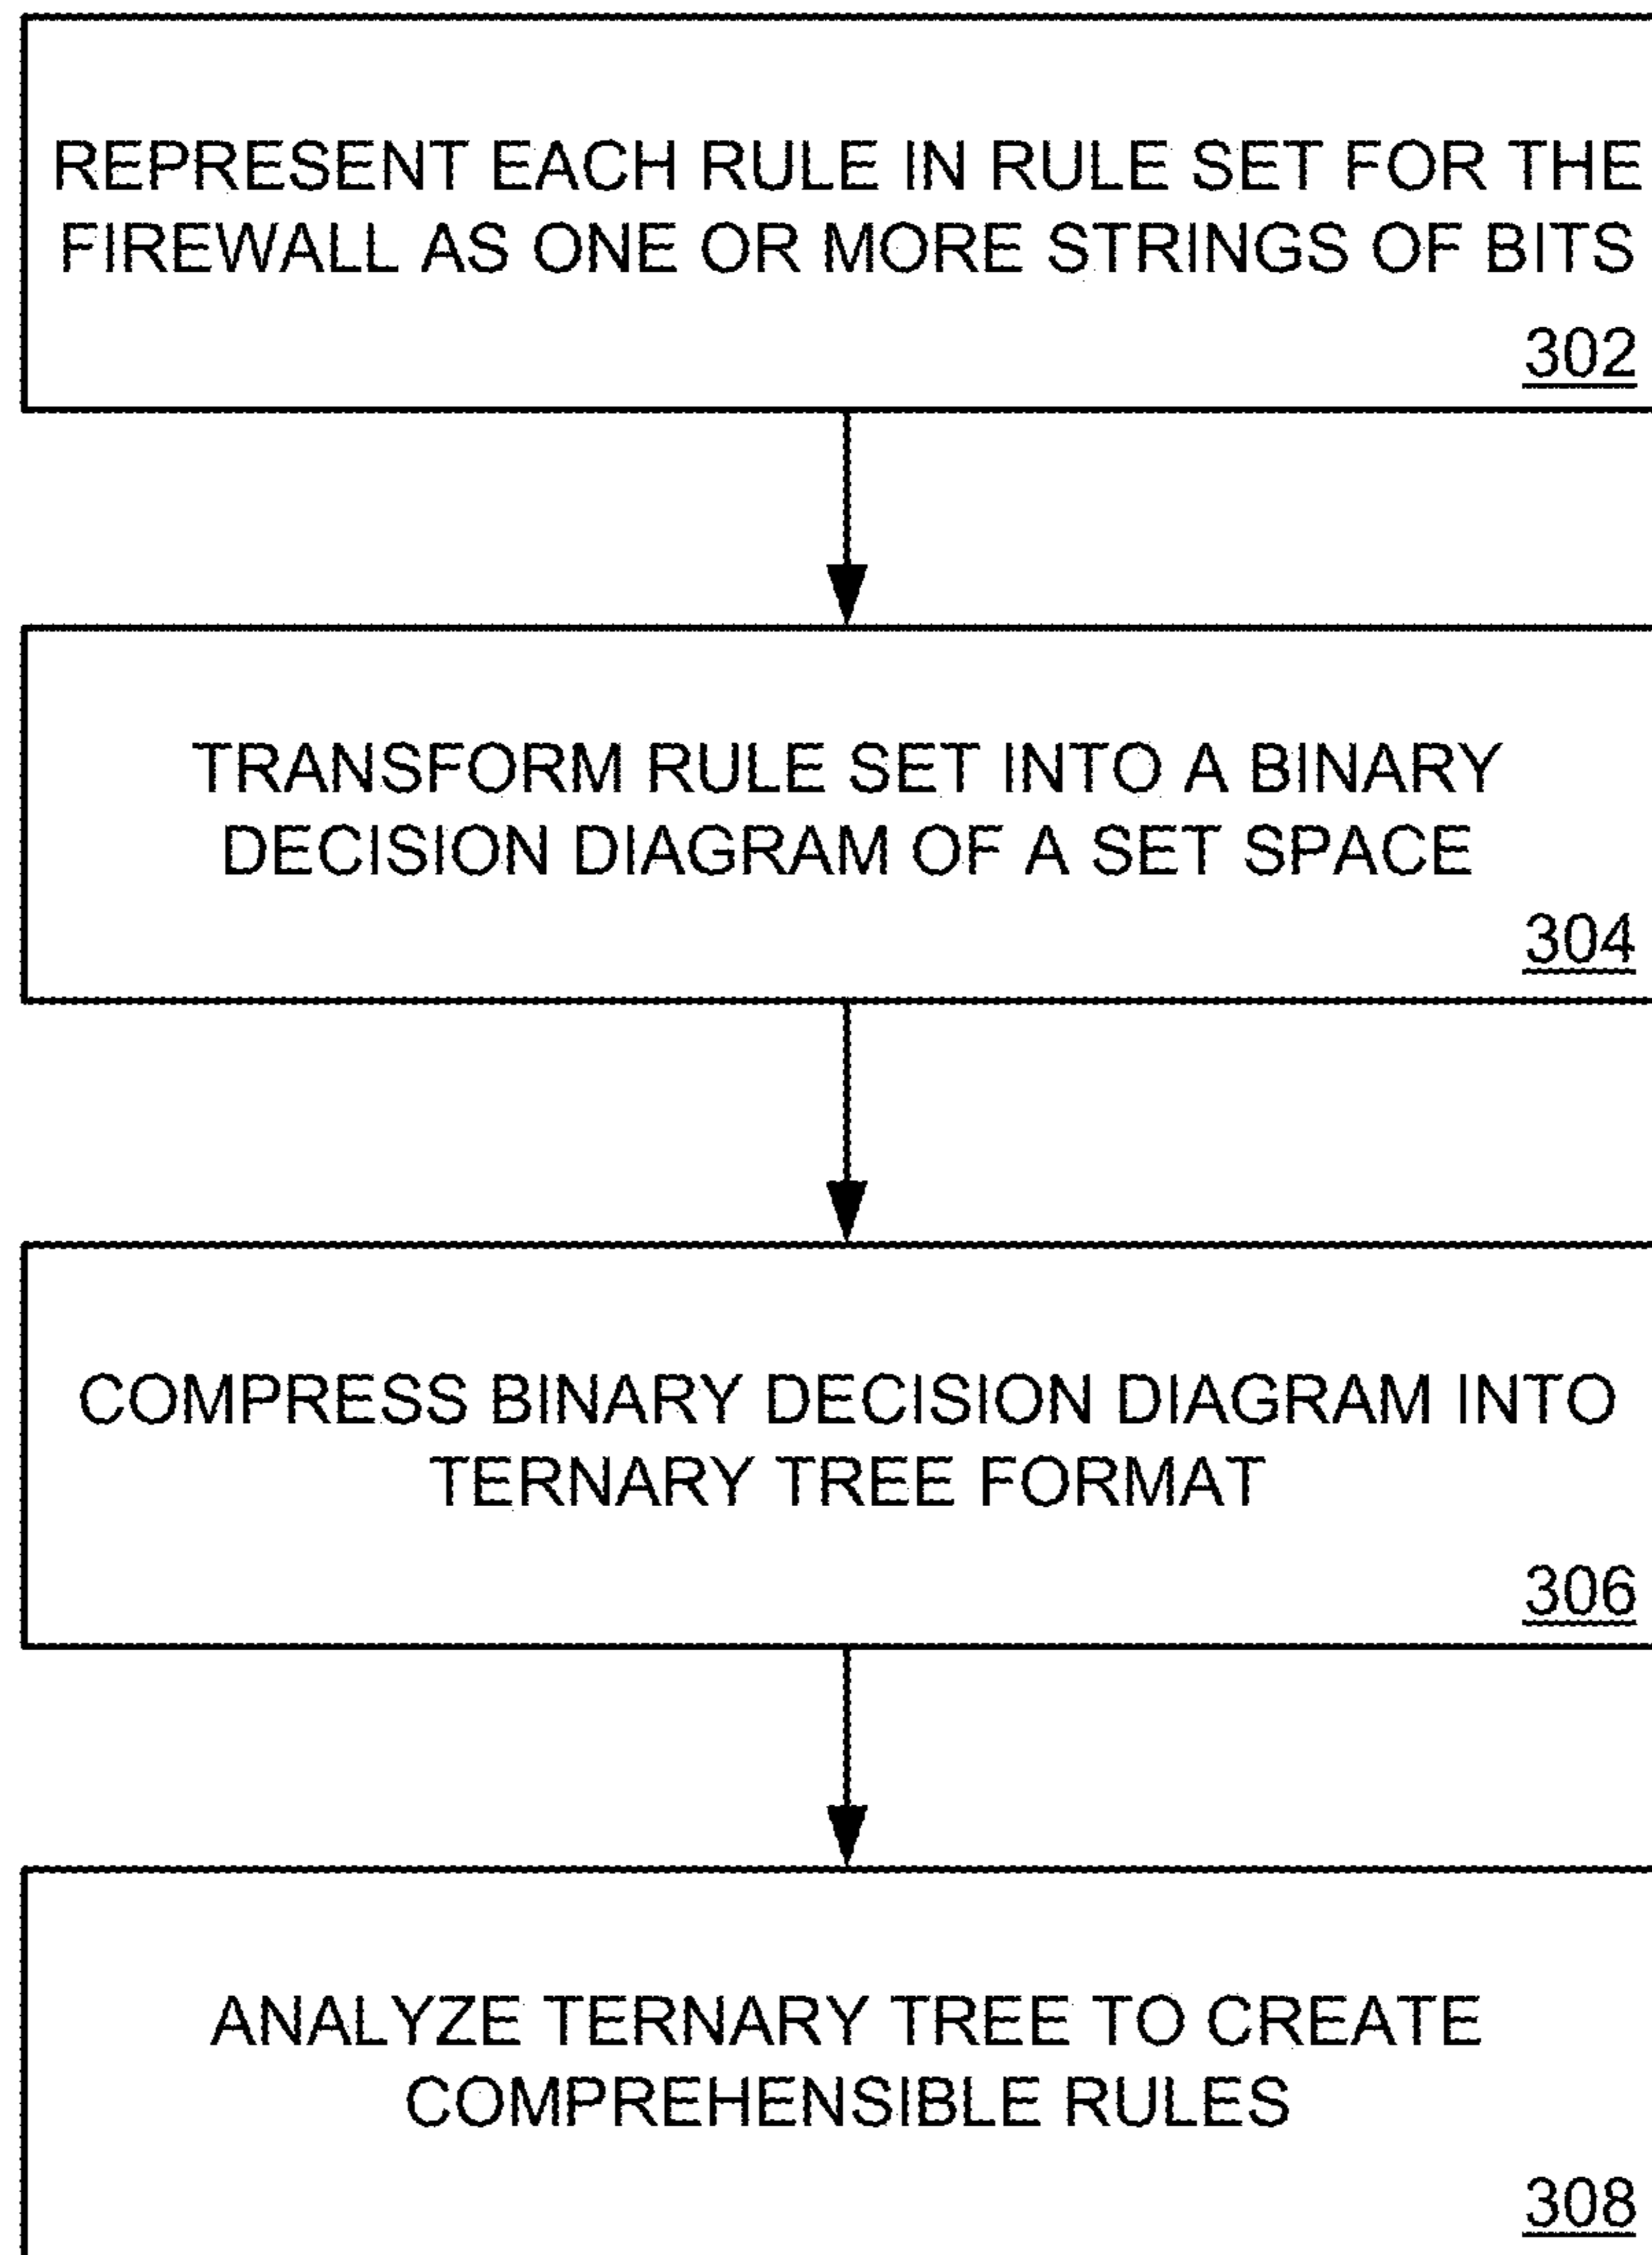 REPRESENT EACH RULE IN RULE SET FOR THE
FIREWALL AS ONE OR MORE STRINGS OF BITS
302
TRANSFORM RULE SET INTO A BINARY
DECISION DIAGRAM OF A SET SPACE
304
COMPRESS BINARY DECISION DIAGRAM INTO
TERNARY TREE FORMAT
306
ANALYZE TERNARY TREE TO CREATE
COMPREHENSIBLE RULES
308